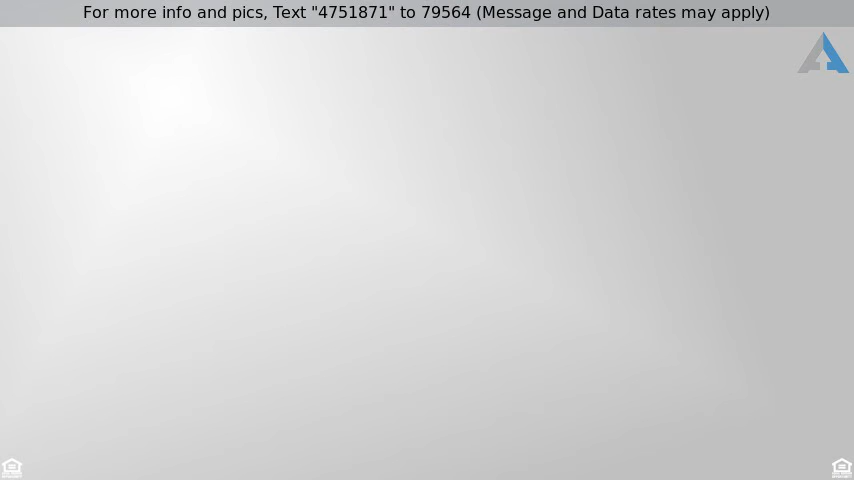 For more info and pics, Text "4751871" to 79564 (Message and Data rates may apply)